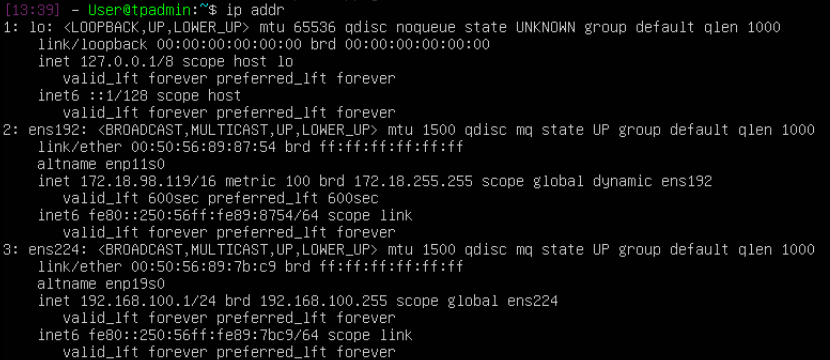 [13:39] - User@tpadmin:~$ ip addr
1: lo: <LOOPBACK,UP,LOWER_UP> mtu 65536 qdisc noqueue state UNKNOWN group default qlen 1000
link/loopback 00:00:00:00:00:00 brd 00:00:00:00:00:00
inet 127.0.0.1/8 scope host lo
valid_lft forever preferred_lft forever
inet6 ::1/128 scope host
valid_lft forever preferred_lft forever
2: ens192: <BROADCAST,MULTICAST,UP,LOWER_UP> mtu 1500 qdisc mq state UP group default qlen 1000
link/ether 00:50:56:89:87:54 brd ff:ff:ff:ff:ff:ff
altname enp11s0
inet 172.18.98.119/16 metric 100 brd 172.18.255.255 scope global dynamic ens192
valid_lft 600sec preferred_lft 600sec
inet6 fe80::250:56ff:fe89:8754/64 scope link
valid_lft forever preferred_lft forever
3: ens224: <BROADCAST,MULTICAST,UP,LOWER_UP> mtu 1500 qdisc mq state UP group default qlen 1000
link/ether 00:50:56:89:7b:c9 brd ff:ff:ff:ff:ff:ff
altname enp19s0
inet 192.168.100.1/24 brd 192.168.100.255 scope global ens224
valid_lft forever preferred_lft forever
inet6 fe80::250:56ff:fe89:7bc9/64 scope link
valid_lft forever preferred_lft forever